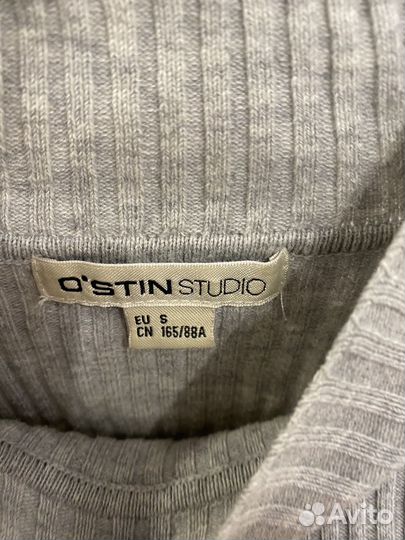 O'STIN STUDIO
EU S
CN 165/88A
Avito